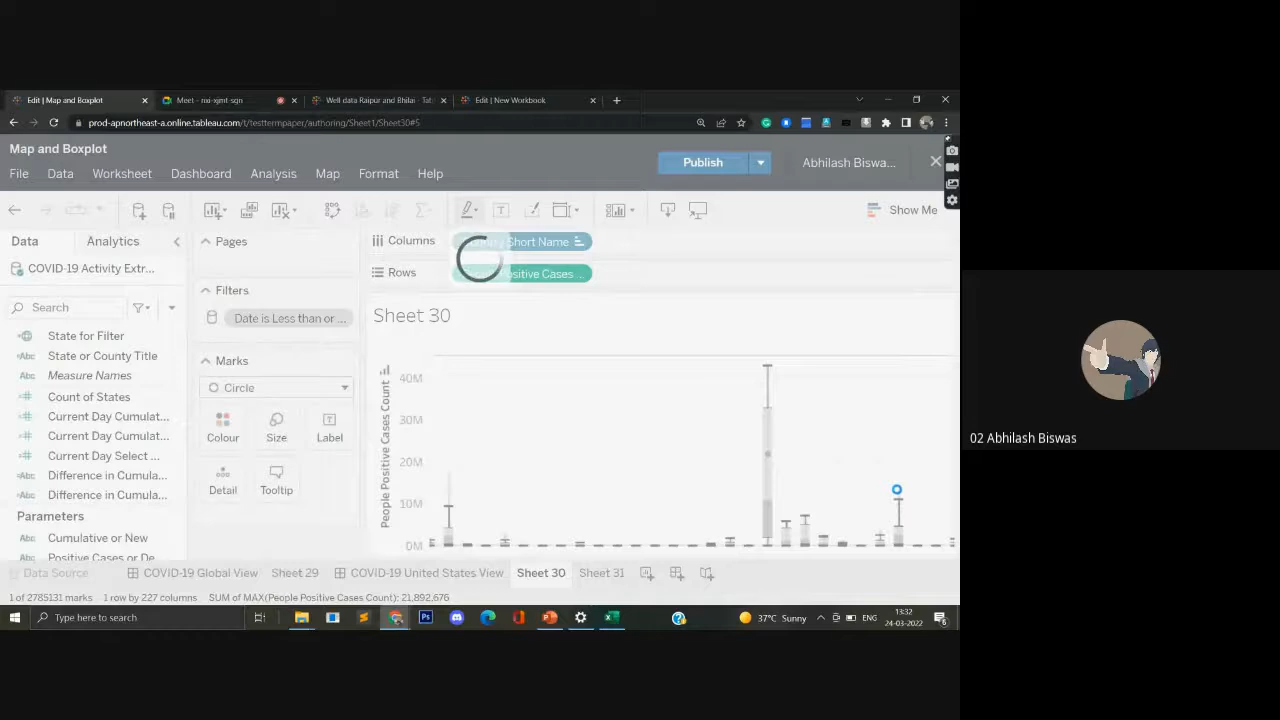 Edit | Map and Boxplot
Meet - nxi-xjmt-sgn
Well data Raipur and Bhilai - Tab
Edit | New Workbook
prod-apnortheast-a.online.tableau.com/t/testtermpaper/authoring/Sheet1/Sheet30#5
Map and Boxplot
Publish
Abhilash Biswa...
File Data Worksheet Dashboard Analysis Map Format Help
Show Me
Data Analytics
Pages
Columns
Country Short Name
COVID-19 Activity Extr...
Rows
Positive Cases ...
Filters
Search
Date is Less than or ...
Sheet 30
State for Filter
State or County Title
Measure Names
Count of States
Current Day Cumulat...
Current Day Cumulat...
Current Day Select ...
Difference in Cumula...
Difference in Cumula...
Parameters
Cumulative or New
Positive Cases or De...
Marks
Circle
Colour Size Label
Detail Tooltip
People Positive Cases Count
40M
30M
20M
10M
0M
Data Source COVID-19 Global View Sheet 29 COVID-19 United States View Sheet 30 Sheet 31
1 of 2785131 marks 1 row by 227 columns SUM of MAX(People Positive Cases Count): 21,892,676
Type here to search
37°C Sunny
ENG
13:32
24-03-2022
02 Abhilash Biswas